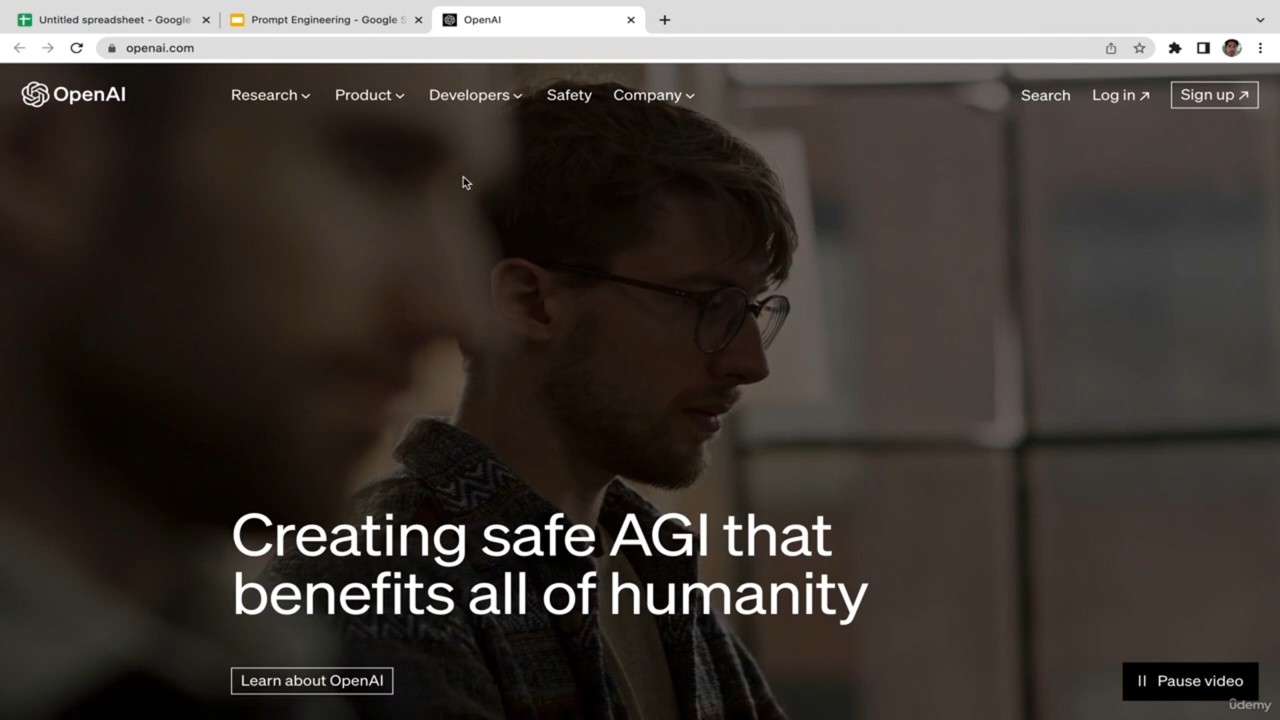 Untitled spreadsheet - Google
Prompt Engineering - Google S
OpenAI
openai.com
OpenAI
Research
Product
Developers
Safety
Company
Search
Log in ↗
Sign up ↗
Creating safe AGI that
benefits all of humanity
Learn about OpenAI
Pause video
ûdemy